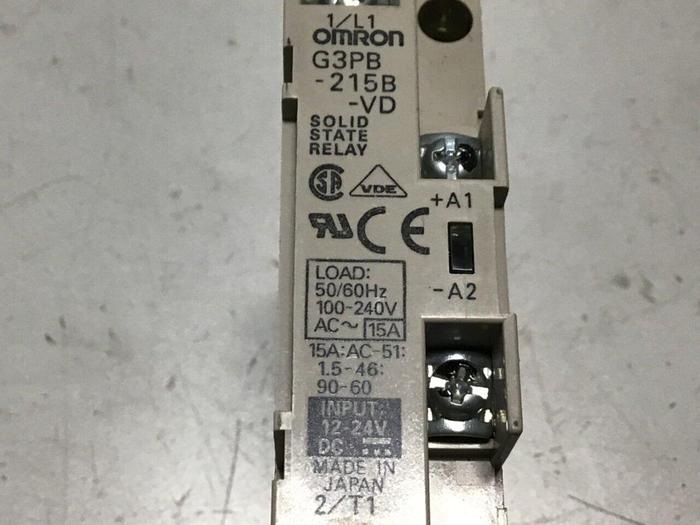 1/L1
OMRON
G3PB
-215B
-VD
SOLID
STATE
RELAY
VDE
+A1
CE
-A2
LOAD:
50/60Hz
100-240V
AC~ 15A
15A:AC-51:
1.5-46:
90-60
INPUT:
12-24V
DC
MADE IN
JAPAN
2/T1